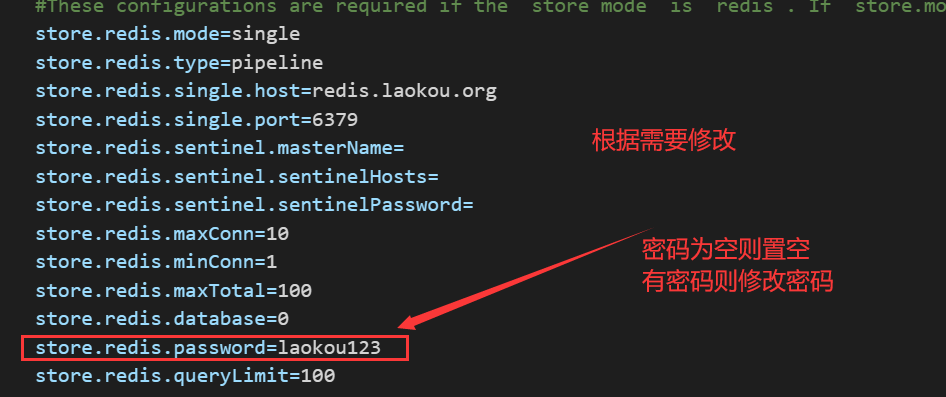 #These configurations are required if the `store mode` is `redis`. If `store.mo
store.redis.mode=single
store.redis.type=pipeline
store.redis.single.host=redis.laokou.org
store.redis.single.port=6379
根据需要修改
store.redis.sentinel.masterName=
store.redis.sentinel.sentinelHosts=
store.redis.sentinel.sentinelPassword=
store.redis.maxConn=10
密码为空则置空
store.redis.minConn=1
有密码则修改密码
store.redis.maxTotal=100
store.redis.database=0
store.redis.password=laokou123
store.redis.queryLimit=100